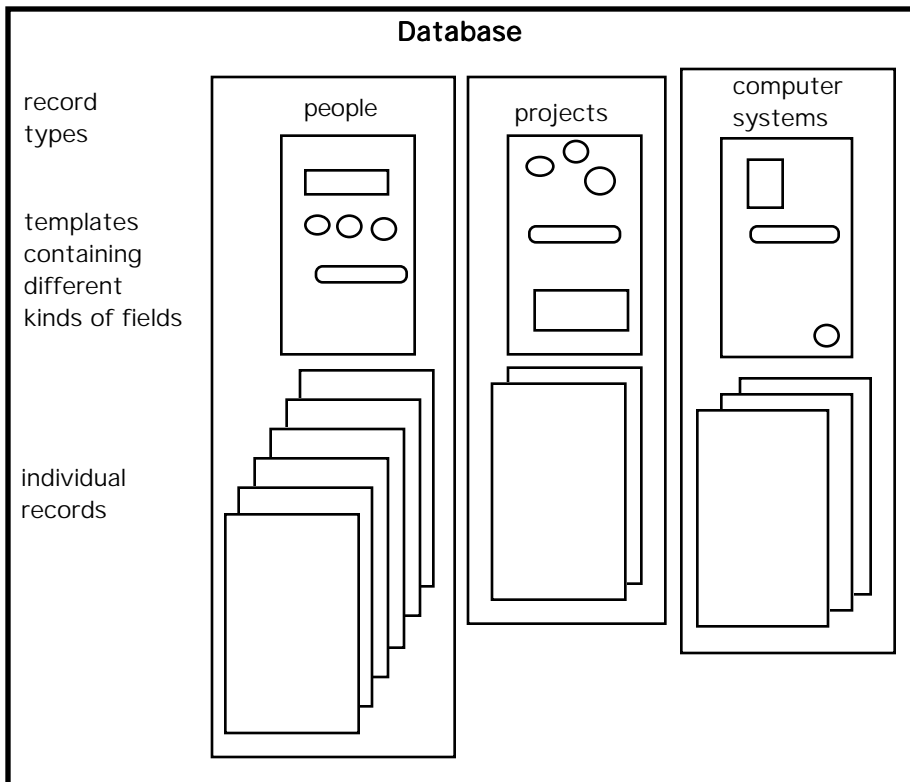 Database
record
types
people
projects
computer
systems
templates
containing
different
kinds of fields
individual
records